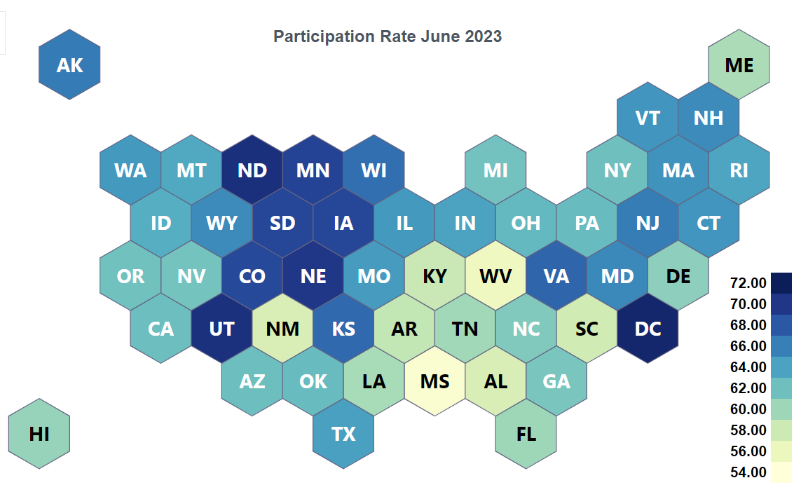 Participation Rate June 2023
AK ME
VT NH
WA MT ND MN WI MI NY MA RI
ID WY SD IA IL IN OH PA NJ CT
OR NV CO NE MO KY WV VA MD DE
CA UT NM KS AR TN NC SC DC
AZ OK LA MS AL GA
HI TX FL
72.00
70.00
68.00
66.00
64.00
62.00
60.00
58.00
56.00
54.00